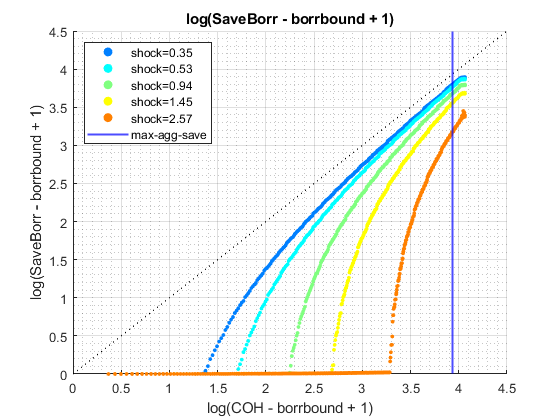 log(SaveBorr - borrbound + 1)
4.5
4
3.5
3
2.5
2
1.5
1
0.5
0
log(SaveBorr - borrbound + 1)
shock=0.35
shock=0.53
shock=0.94
shock=1.45
shock=2.57
max-agg-save
0 0.5 1 1.5 2 2.5 3 3.5 4 4.5
log(COH - borrbound + 1)